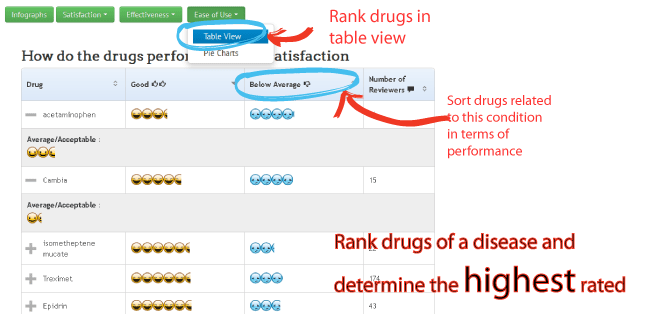 Infographs Satisfaction Effectiveness Ease of Use
Rank drugs in
table view
Table View
Pie Charts
How do the drugs perfor atisfaction
Drug Good Below Average Number of
Reviewers
acetaminophen
Sort drugs related
to this condition
in terms of
performance
Average/Acceptable :
Cambia 15
Average/Acceptable :
isometheptene
mucate
Rank drugs of a disease and
Treximet 174
determine the highest rated
Epidrin 43